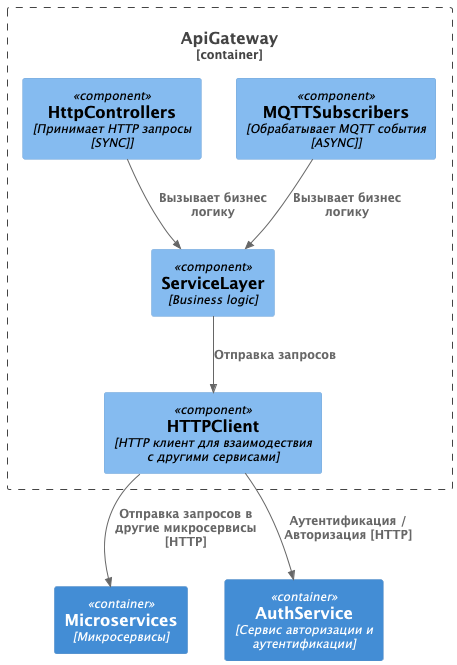 ApiGateway
[container]
«component»
HttpControllers
[Принимает HTTP запросы
[SYNC]]
«component»
MQTTSubscribers
[Обрабатывает MQTT события
[ASYNC]]
Вызывает бизнес
логику
Вызывает бизнес
логику
«component»
ServiceLayer
[Business logic]
Отправка запросов
«component»
HTTPClient
[HTTP клиент для взаимодествия
с другими сервисами]
Отправка запросов в
другие микросервисы
[HTTP]
Аутентификация /
Авторизация [HTTP]
«container»
Microservices
[Микросервисы]
«container»
AuthService
[Сервис авторизации и
аутентификации]